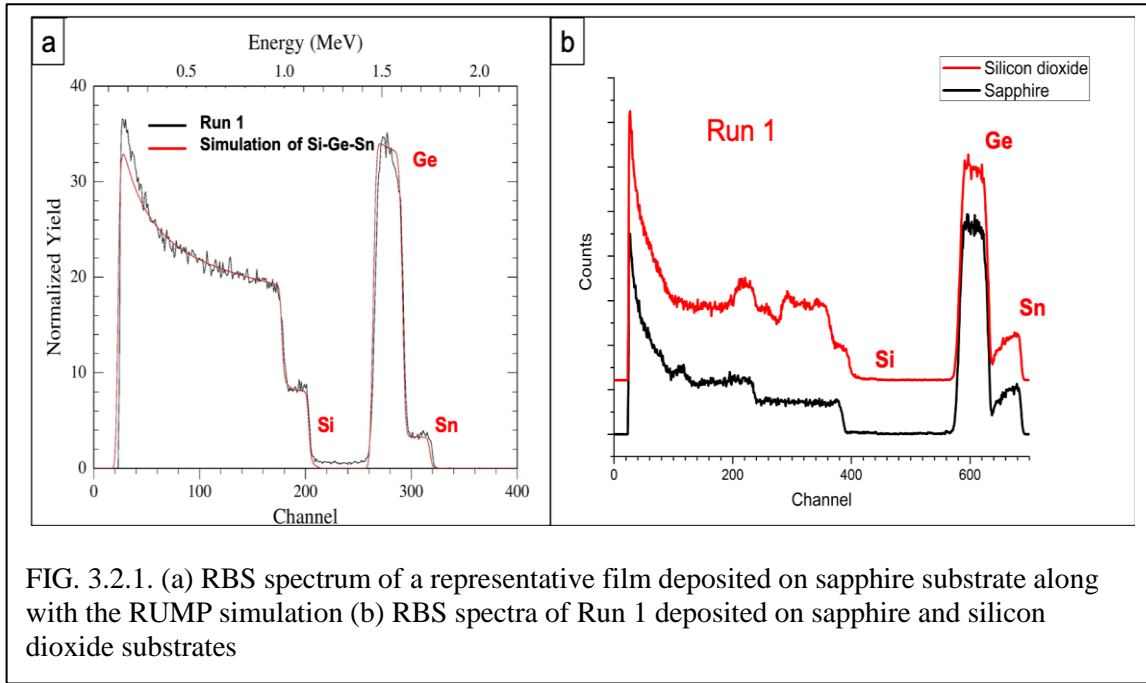 a
Energy (MeV)
0.5 1.0 1.5 2.0
40
30
20
10
0
Normalized Yield
Run 1
Simulation of Si-Ge-Sn
Ge
Si
Sn
0 100 200 300 400
Channel
b
Silicon dioxide
Sapphire
Run 1
Ge
Sn
Si
Counts
0 200 400 600
Channel
FIG. 3.2.1. (a) RBS spectrum of a representative film deposited on sapphire substrate along
with the RUMP simulation (b) RBS spectra of Run 1 deposited on sapphire and silicon
dioxide substrates